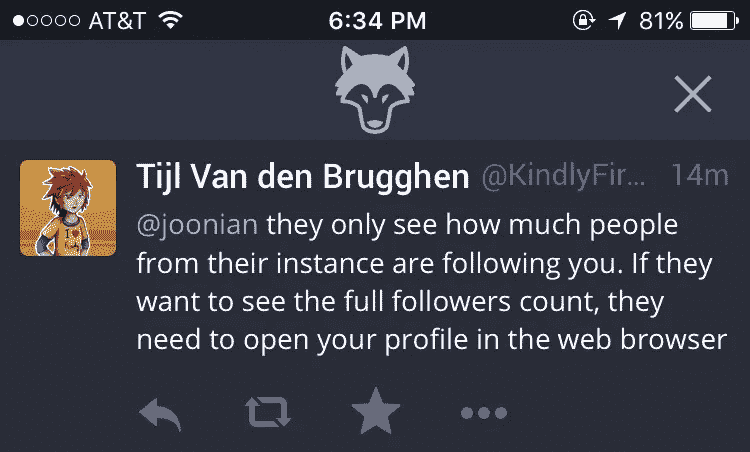 AT&T 6:34 PM 81%
Tijl Van den Brugghen @KindlyFir... 14m
@joonian they only see how much people
from their instance are following you. If they
want to see the full followers count, they
need to open your profile in the web browser